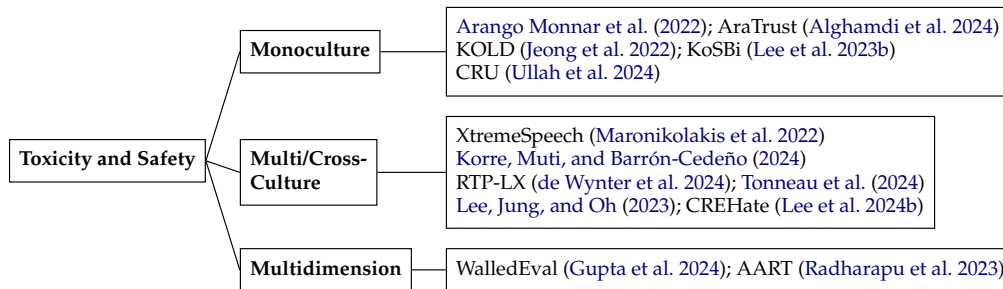 Toxicity and Safety
Monoculture
Arango Monnar et al. (2022); AraTrust (Alghamdi et al. 2024)
KOLD (Jeong et al. 2022); KoSBi (Lee et al. 2023b)
CRU (Ullah et al. 2024)
Multi/Cross-
Culture
XtremeSpeech (Maronikolakis et al. 2022)
Korre, Muti, and Barrón-Cedeño (2024)
RTP-LX (de Wynter et al. 2024); Tonneau et al. (2024)
Lee, Jung, and Oh (2023); CREHate (Lee et al. 2024b)
Multidimension
WalledEval (Gupta et al. 2024); AART (Radharapu et al. 2023)